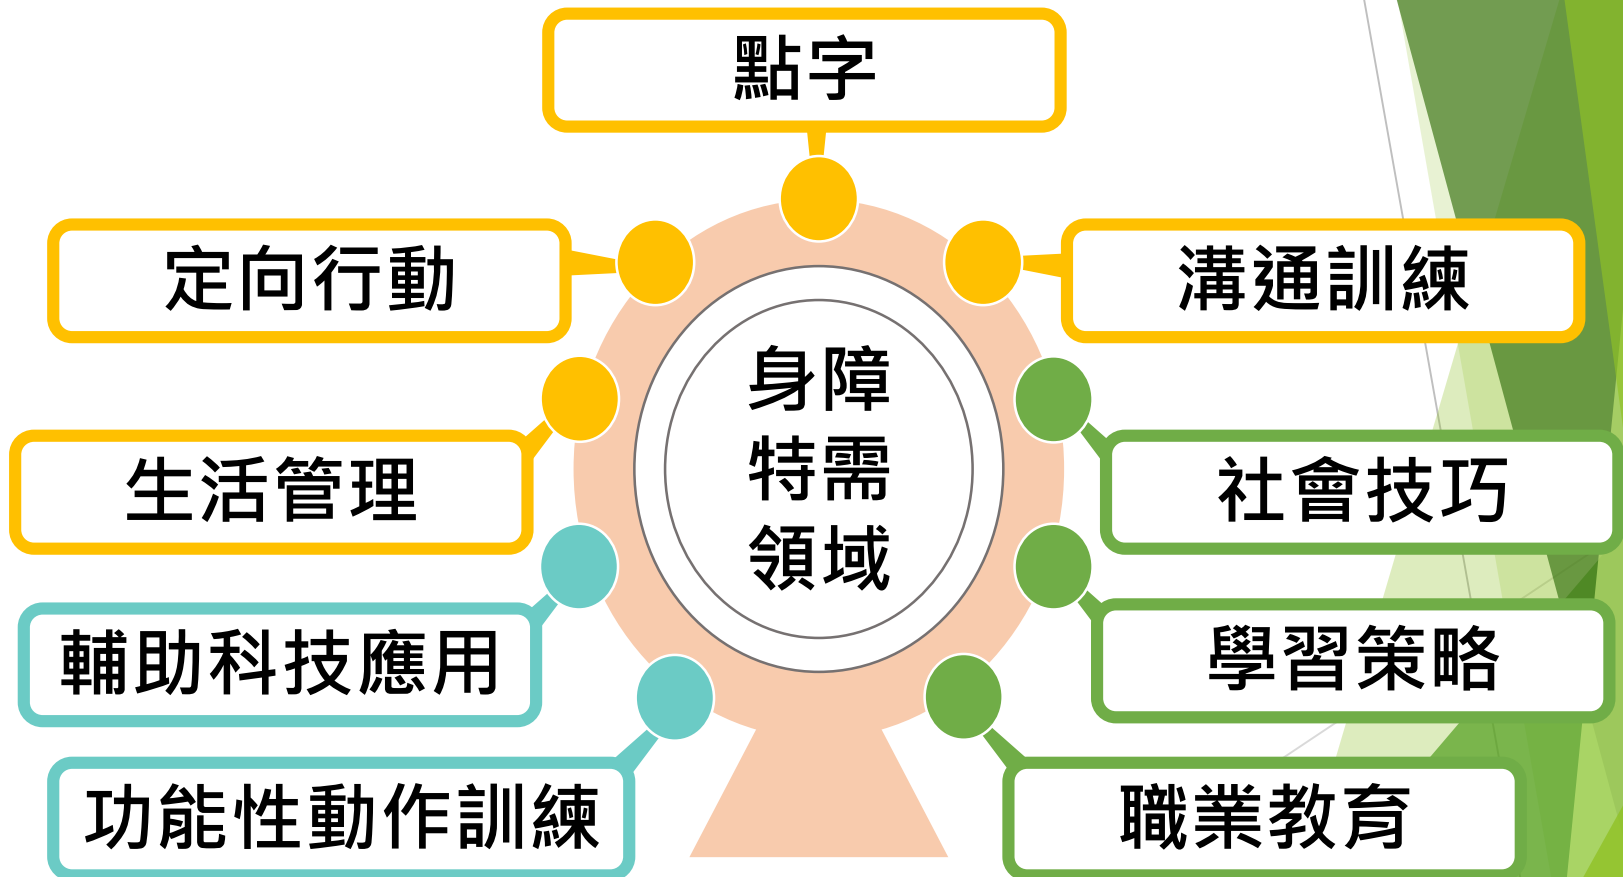 點字
定向行動
溝通訓練
身障
特需
領域
生活管理
社會技巧
輔助科技應用
學習策略
功能性動作訓練
職業教育